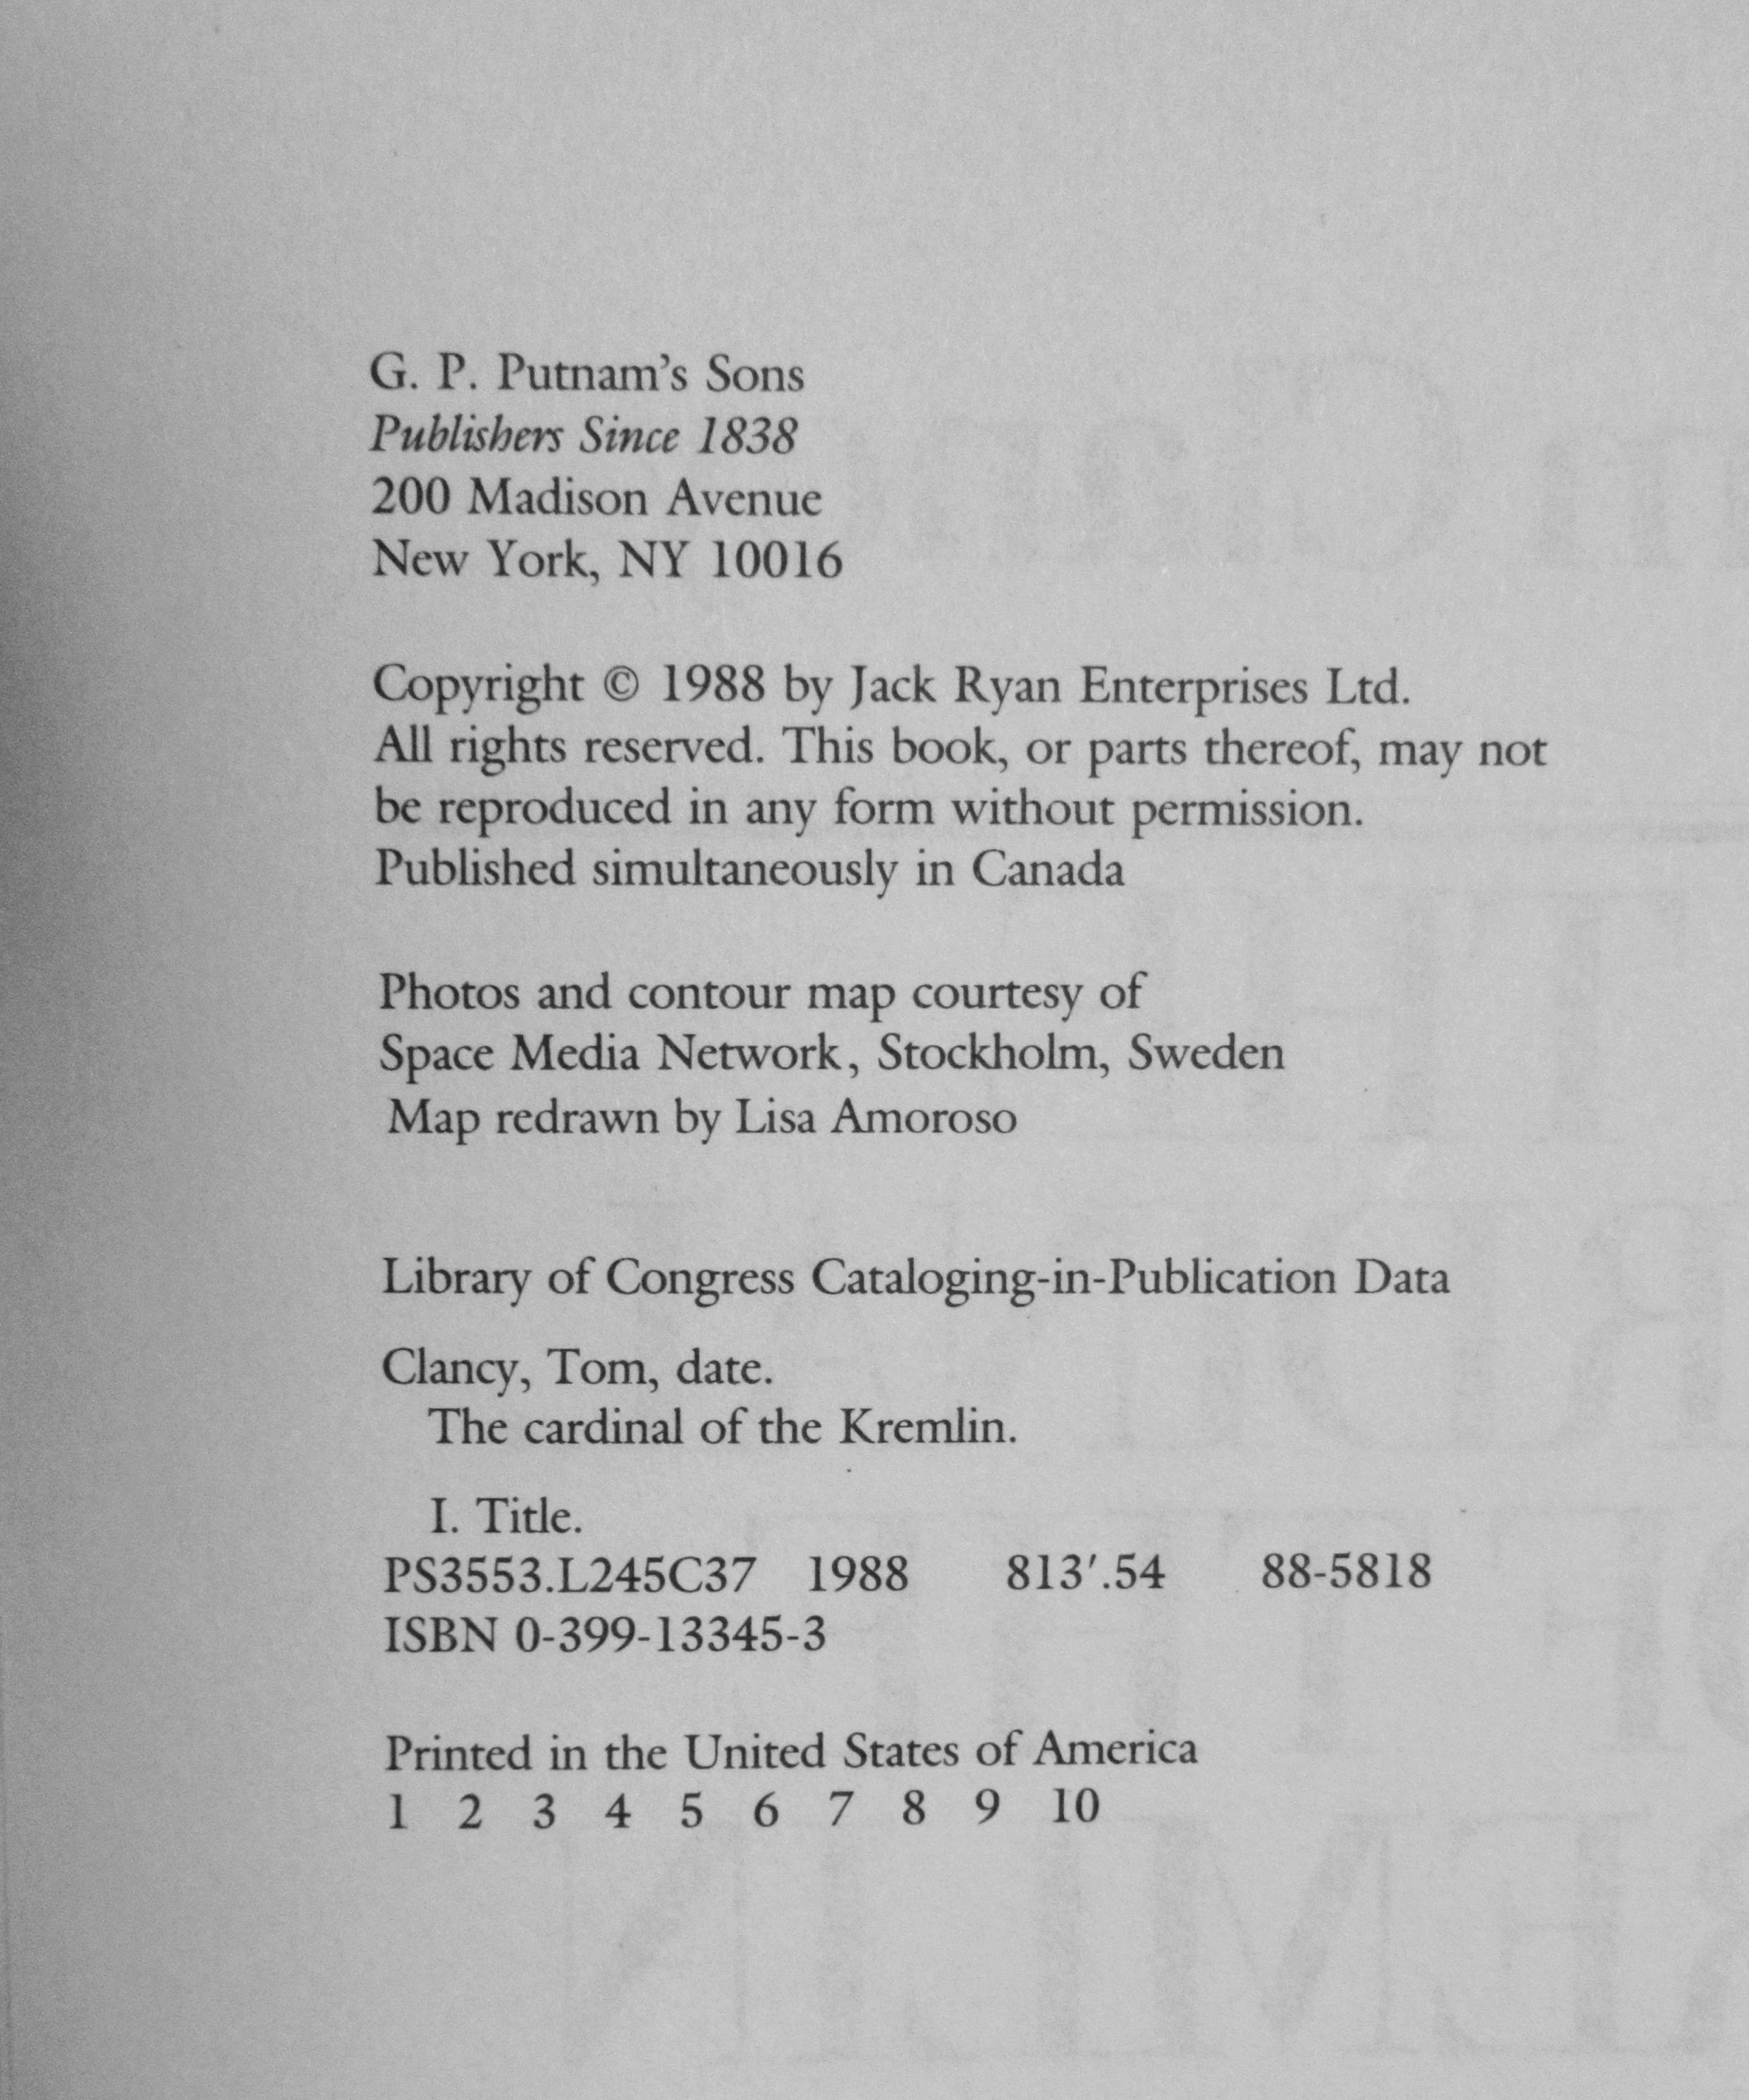 G. P. Putnam's Sons
Publishers Since 1838
200 Madison Avenue
New York, NY 10016
Copyright © 1988 by Jack Ryan Enterprises Ltd.
All rights reserved. This book, or parts thereof, may not
be reproduced in any form without permission.
Published simultaneously in Canada
Photos and contour map courtesy of
Space Media Network, Stockholm, Sweden
Map redrawn by Lisa Amoroso
Library of Congress Cataloging-in-Publication Data
Clancy, Tom, date.
The cardinal of the Kremlin.
I. Title.
PS3553.L245C37 1988 813′.54 88-5818
ISBN 0-399-13345-3
Printed in the United States of America
1 2 3 4 5 6 7 8 9 10